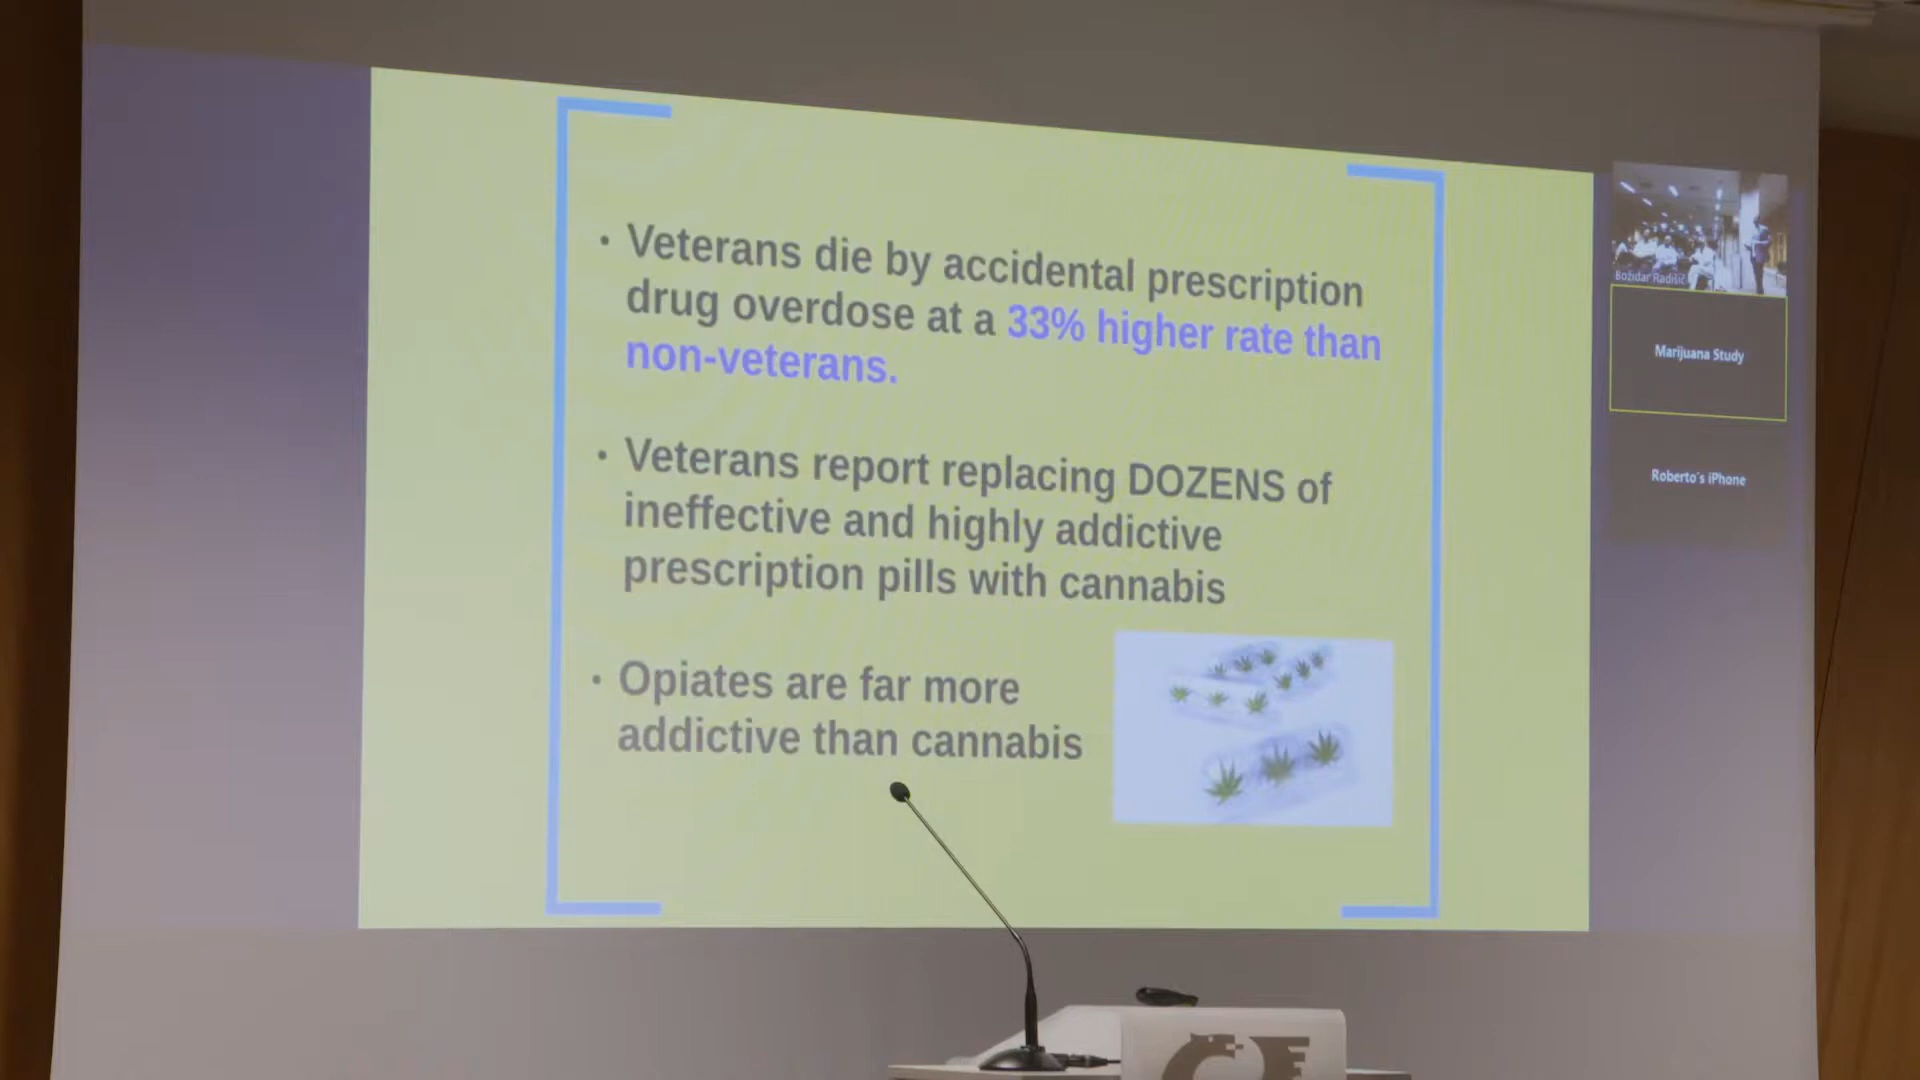 • Veterans die by accidental prescription
drug overdose at a 33% higher rate than
non-veterans.
• Veterans report replacing DOZENS of
ineffective and highly addictive
prescription pills with cannabis
• Opiates are far more
addictive than cannabis
Božidar Radišić
Marijuana Study
Roberto's iPhone